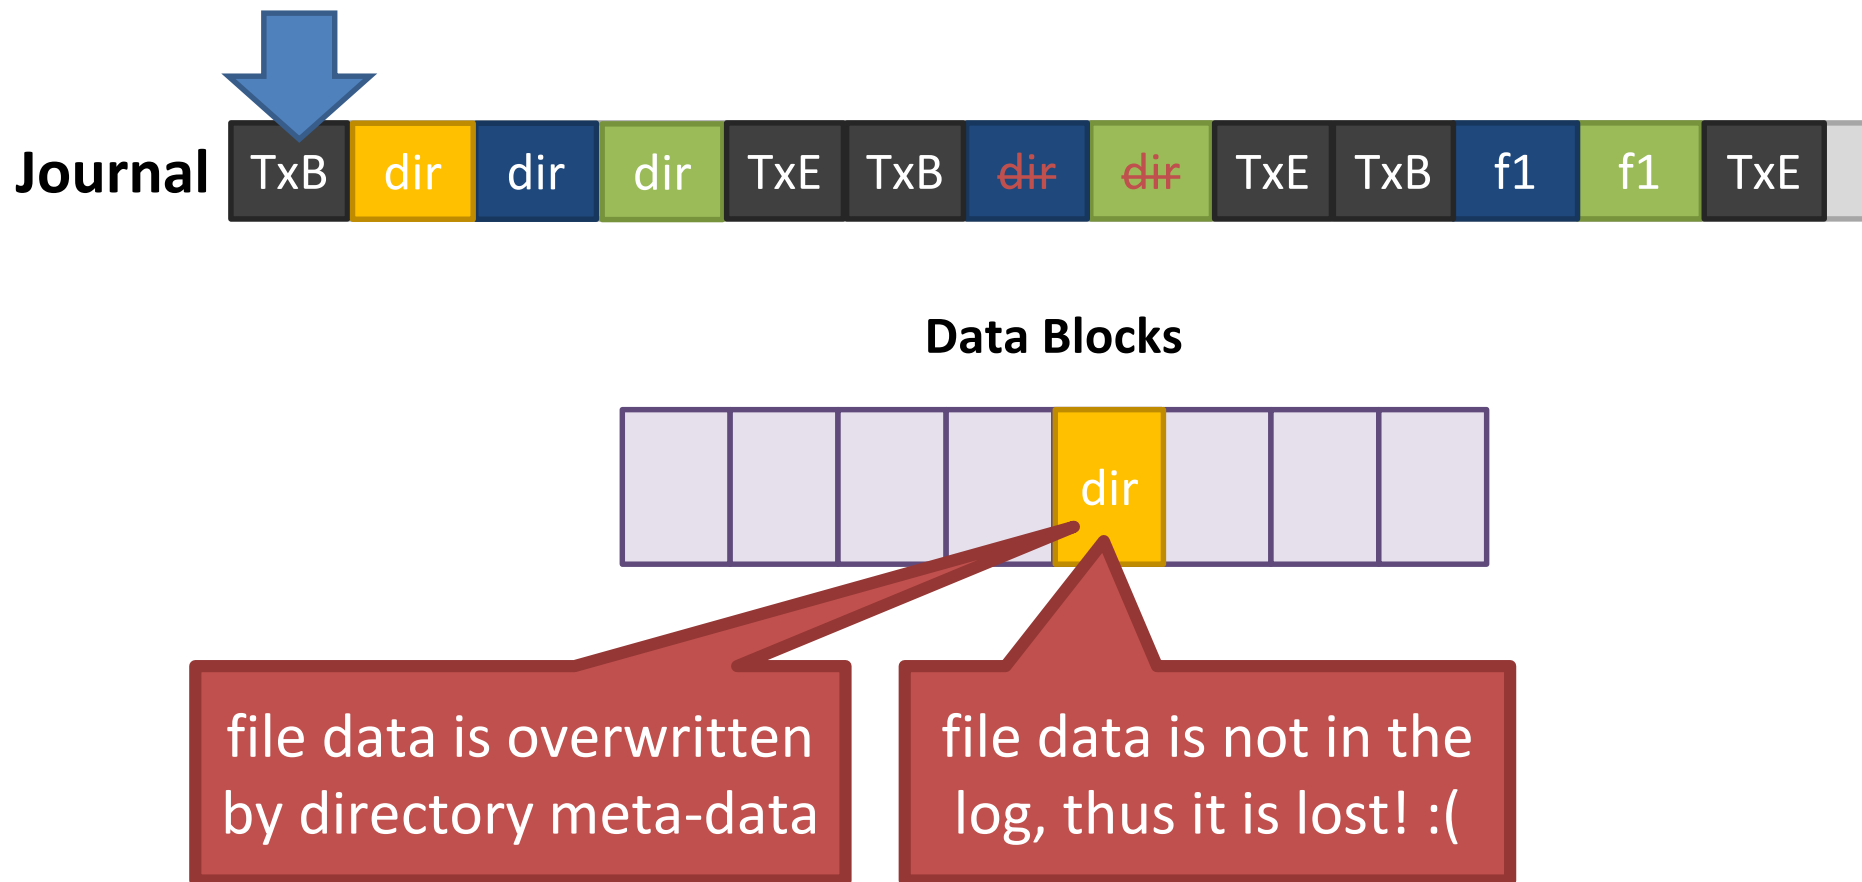 Journal TxB dir dir dir TxE TxB dir dir TxE TxB f1 f1 TxE
Data Blocks
dir
file data is overwritten
by directory meta-data
file data is not in the
log, thus it is lost! :(